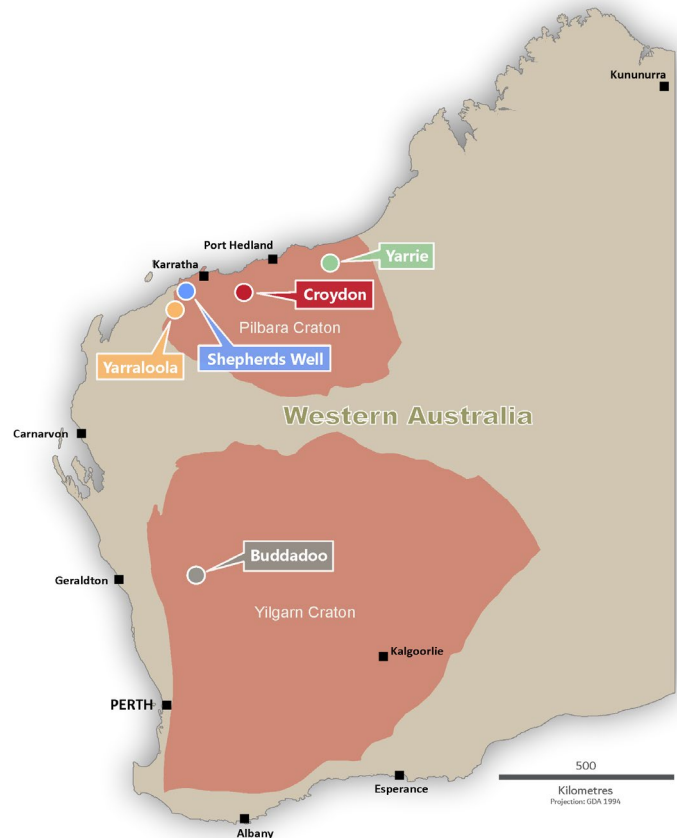 Kununurra
Port Hedland
Yarrie
Karratha
Croydon
Pilbara Craton
Shepherds Well
Yarraloola
Western Australia
Carnarvon
Buddadoo
Geraldton
Yilgarn Craton
Kalgoorlie
PERTH
500
Kilometres
Projection: GDA 1994
Esperance
Albany